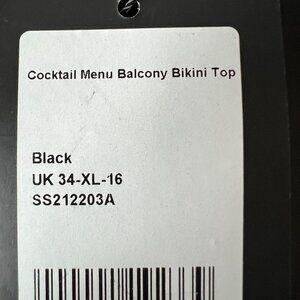 Cocktail Menu Balcony Bikini Top
Black
UK 34-XL-16
SS212203A